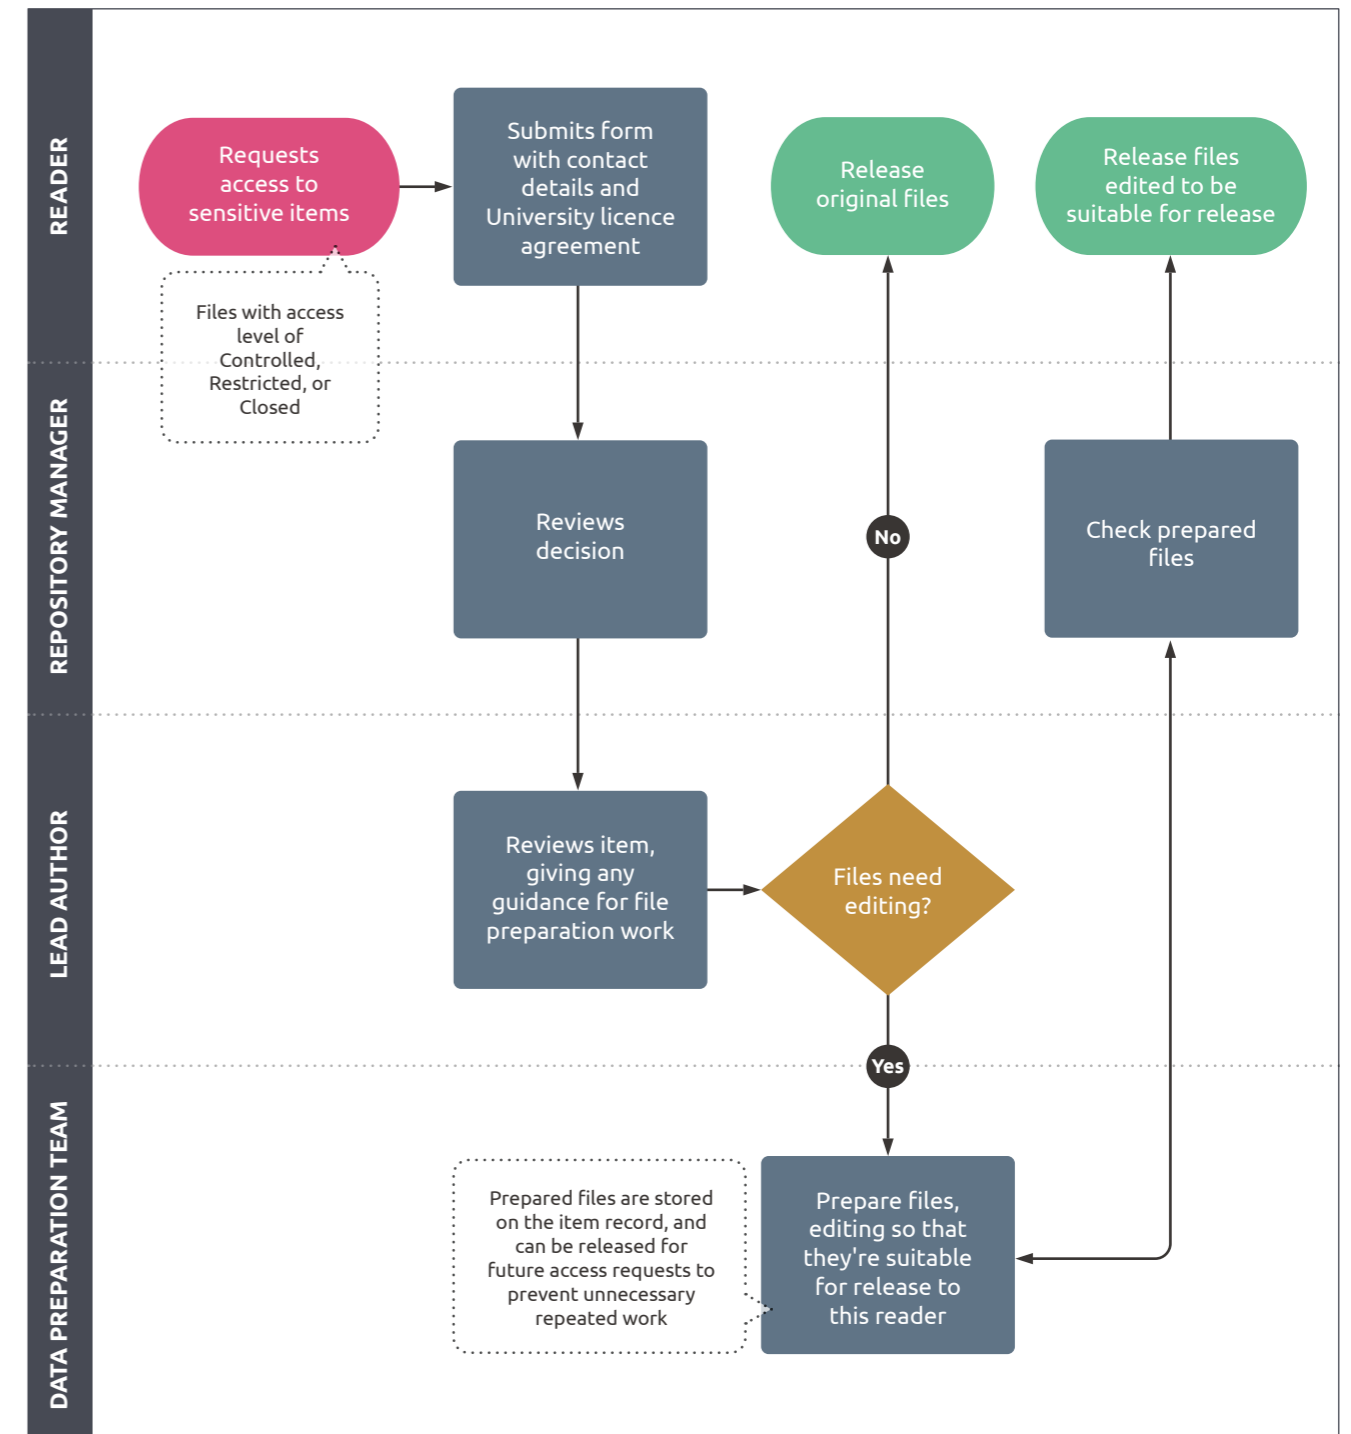 READER
Requests
access to
sensitive items
Submits form
with contact
details and
University licence
agreement
Release
original files
Release files
edited to be
suitable for release
Files with access
level of
Controlled,
Restricted, or
Closed
REPOSITORY MANAGER
Reviews
decision
No
Check prepared
files
LEAD AUTHOR
Reviews item,
giving any
guidance for file
preparation work
Files need
editing?
Yes
DATA PREPARATION TEAM
Prepared files are stored
on the item record, and
can be released for
future access requests to
prevent unnecessary
repeated work
Prepare files,
editing so that
they're suitable
for release to
this reader